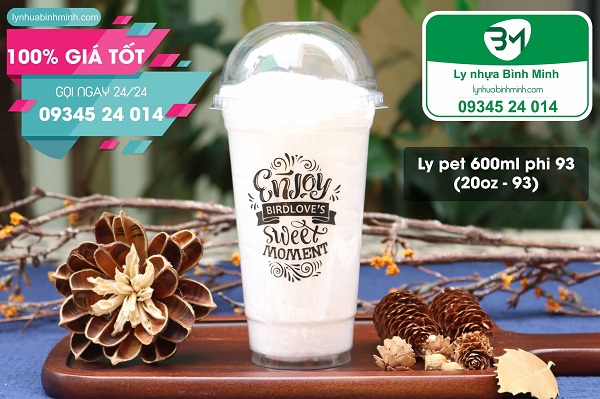 lynhuabinhminh.com
100% GIÁ TỐT
GỌI NGAY 24/24
09345 24 014
BM
Ly nhựa Bình Minh
lynhuabinhminh.com
09345 24 014
Ly pet 600ml phi 93
(20oz - 93)
Enjoy
BIRDLOVE'S
Sweet
MOMENT